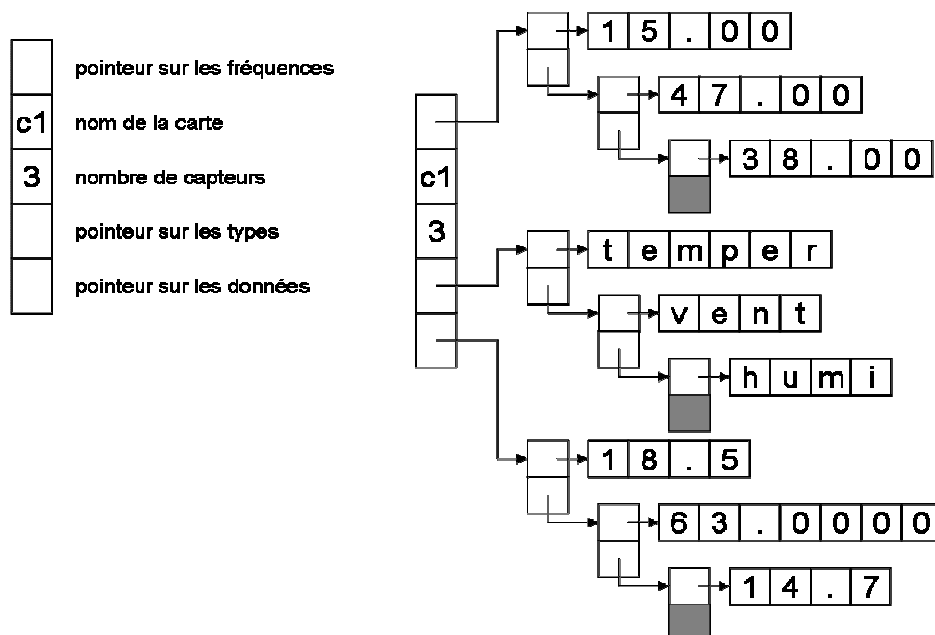 pointeur sur les fréquences
c1 nom de la carte
3 nombre de capteurs
pointeur sur les types
pointeur sur les données
c1
3
15.00
47.00
38.00
temper
vent
humi
18.5
63.0000
14.7